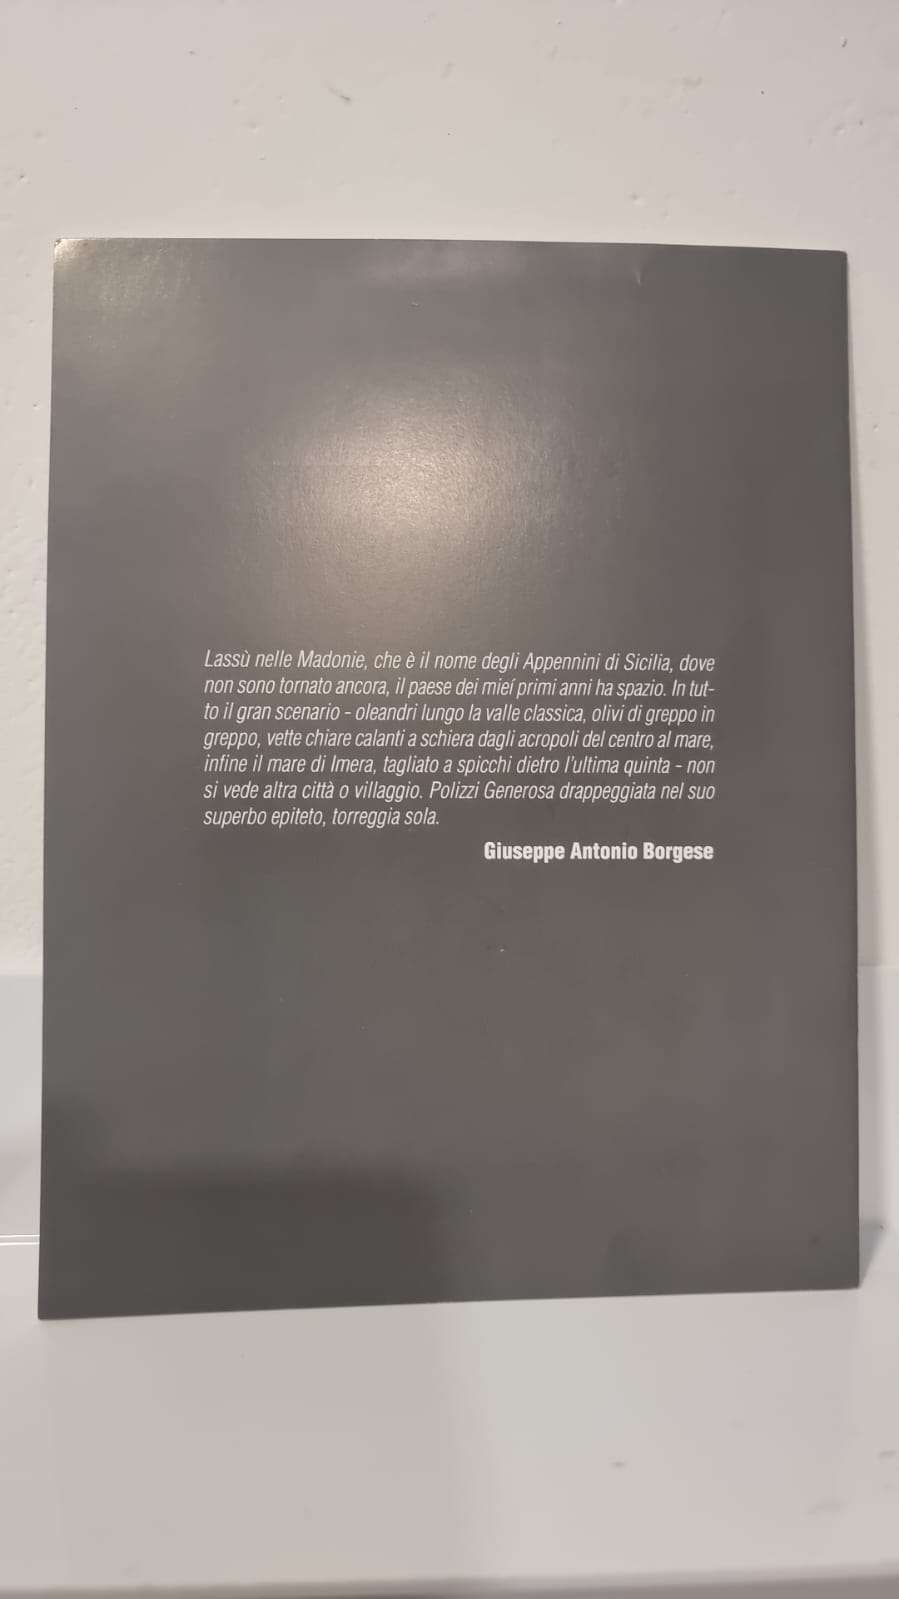 Lassù nelle Madonie, che è il nome degli Appennini di Sicilia, dove
non sono tornato ancora, il paese dei mieí primi anni ha spazio. In tut-
to il gran scenario - oleandri lungo la valle classica, olivi di greppo in
greppo, vette chiare calanti a schiera dagli acropoli del centro al mare,
infine il mare di Imera, tagliato a spicchi dietro l'ultima quinta - non
si vede altra città o villaggio. Polizzi Generosa drappeggiata nel suo
superbo epiteto, torreggia sola.
Giuseppe Antonio Borgese